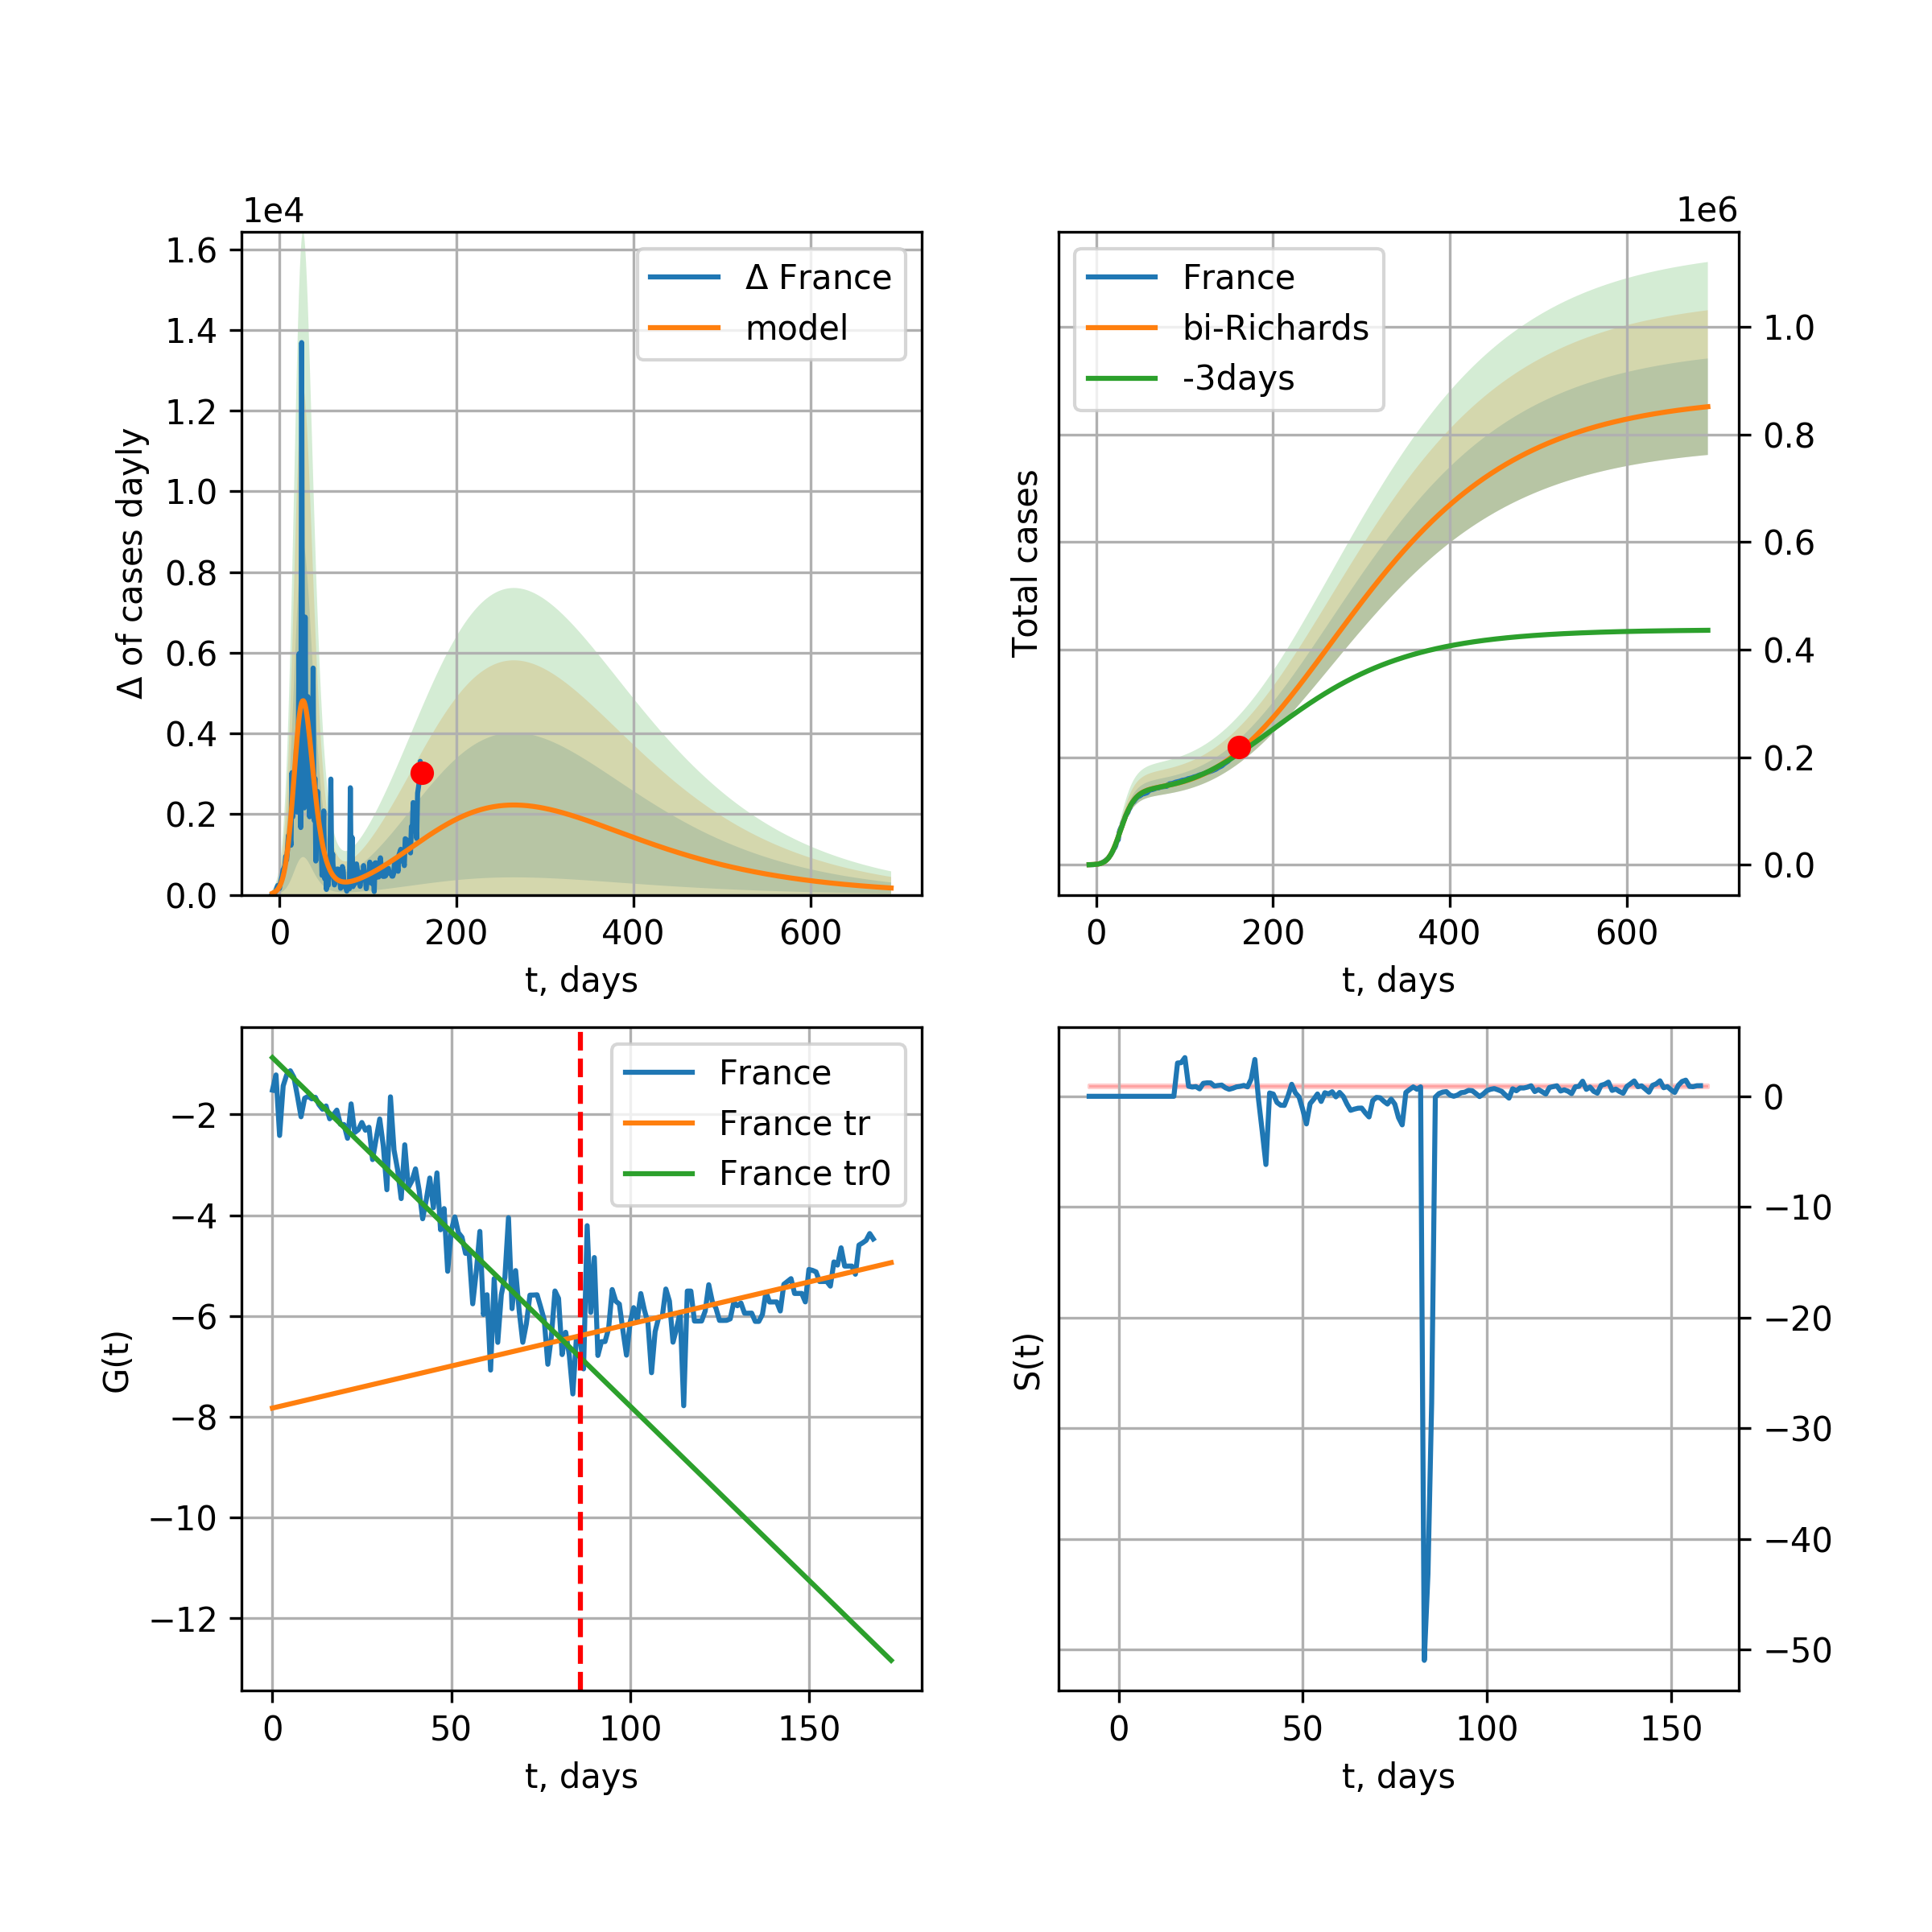 1e4
1.6
1.4
1.2
1.0
0.8
0.6
0.4
0.2
0.0
Δ of cases dayly
Δ France
model
0 200 400 600
t, days
1e6
France
bi-Richards
-3days
Total cases
1.0
0.8
0.6
0.4
0.2
0.0
0 200 400 600
t, days
−2
−4
−6
−8
−10
−12
G(t)
France
France tr
France tr0
0 50 100 150
t, days
S(t)
0
−10
−20
−30
−40
−50
0 50 100 150
t, days